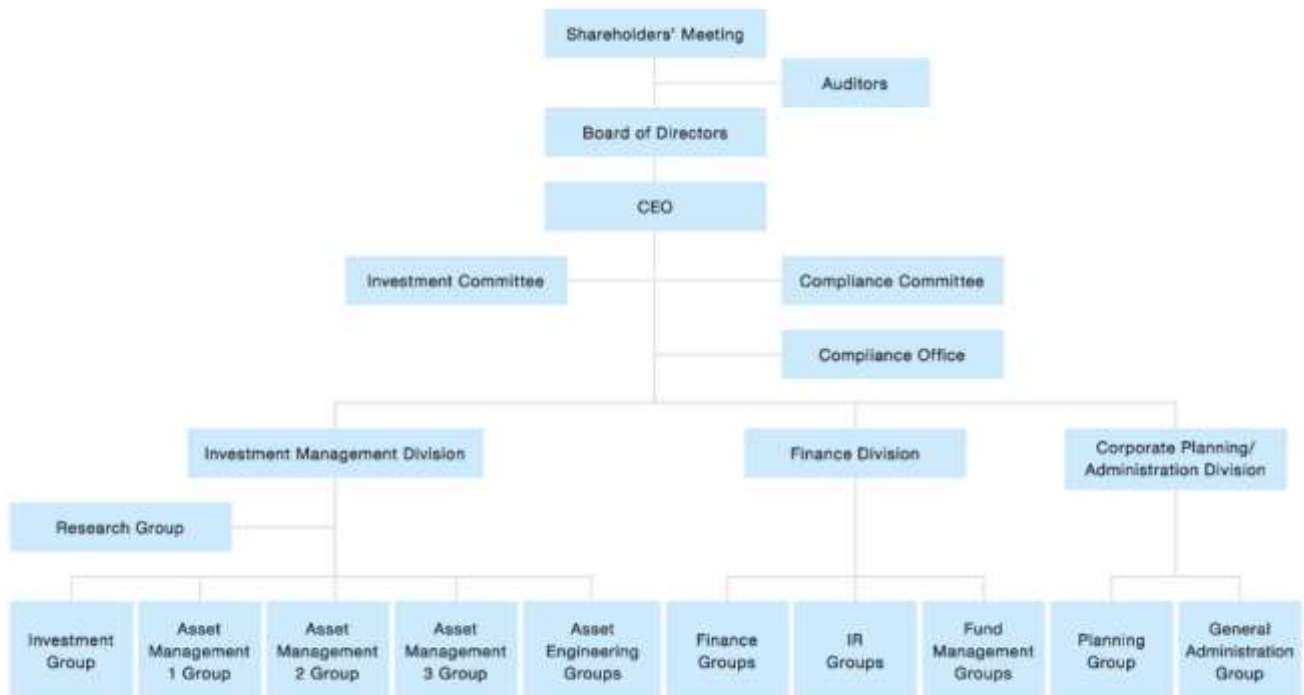 Shareholders' Meeting
Auditors
Board of Directors
CEO
Investment Committee
Compliance Committee
Compliance Office
Investment Management Division
Finance Division
Corporate Planning/
Administration Division
Research Group
Investment
Group
Asset
Management
1 Group
Asset
Management
2 Group
Asset
Management
3 Group
Asset
Engineering
Groups
Finance
Groups
IR
Groups
Fund
Management
Groups
Planning
Group
General
Administration
Group